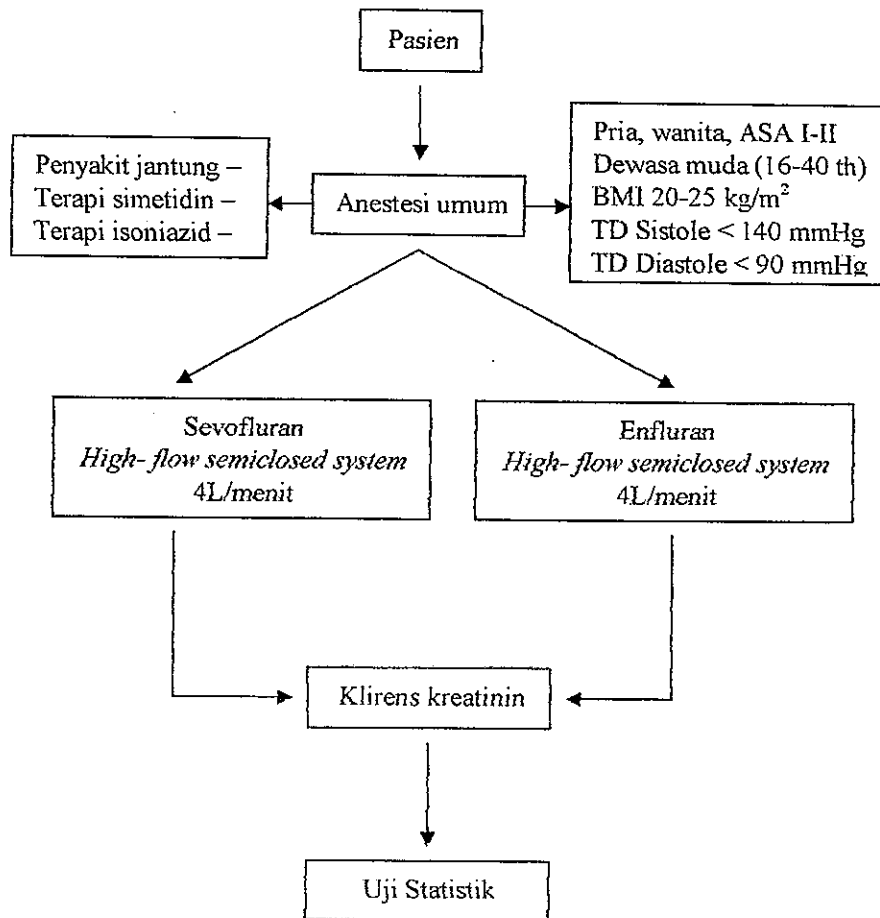 Pasien
Penyakit jantung –
Terapi simetidin –
Terapi isoniazid –
Anestesi umum
Pria, wanita, ASA I-II
Dewasa muda (16-40 th)
BMI 20-25 kg/m²
TD Sistole < 140 mmHg
TD Diastole < 90 mmHg
Sevofluran
High- flow semiclosed system
4L/menit
Enfluran
High- flow semiclosed system
4L/menit
Klirens kreatinin
Uji Statistik